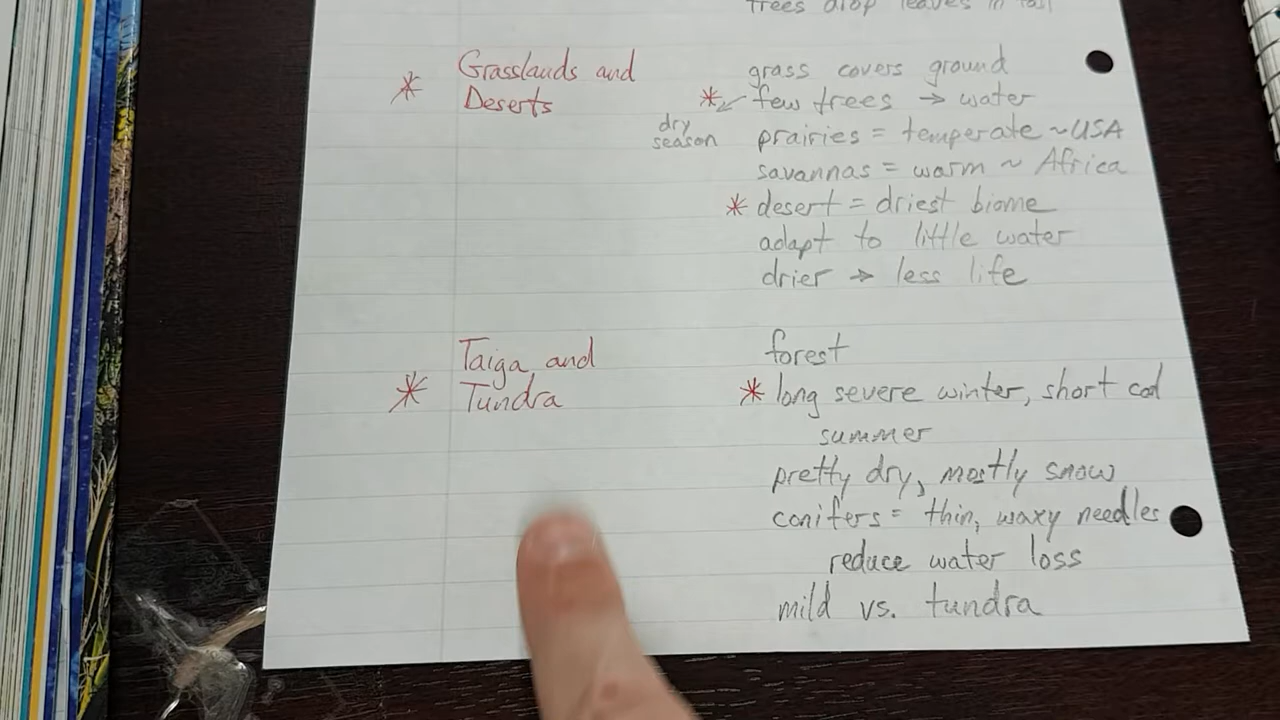 trees drop leaves in fall
* Grasslands and
Deserts
grass covers ground
* few trees → water
dry
season
prairies = temperate ~ USA
savannas = warm ~ Africa
* desert = driest biome
adapt to little water
drier → less life
* Taiga and
Tundra
forest
* long severe winter, short cool
summer
pretty dry, mostly snow
conifers = thin, waxy needles
reduce water loss
mild vs. tundra